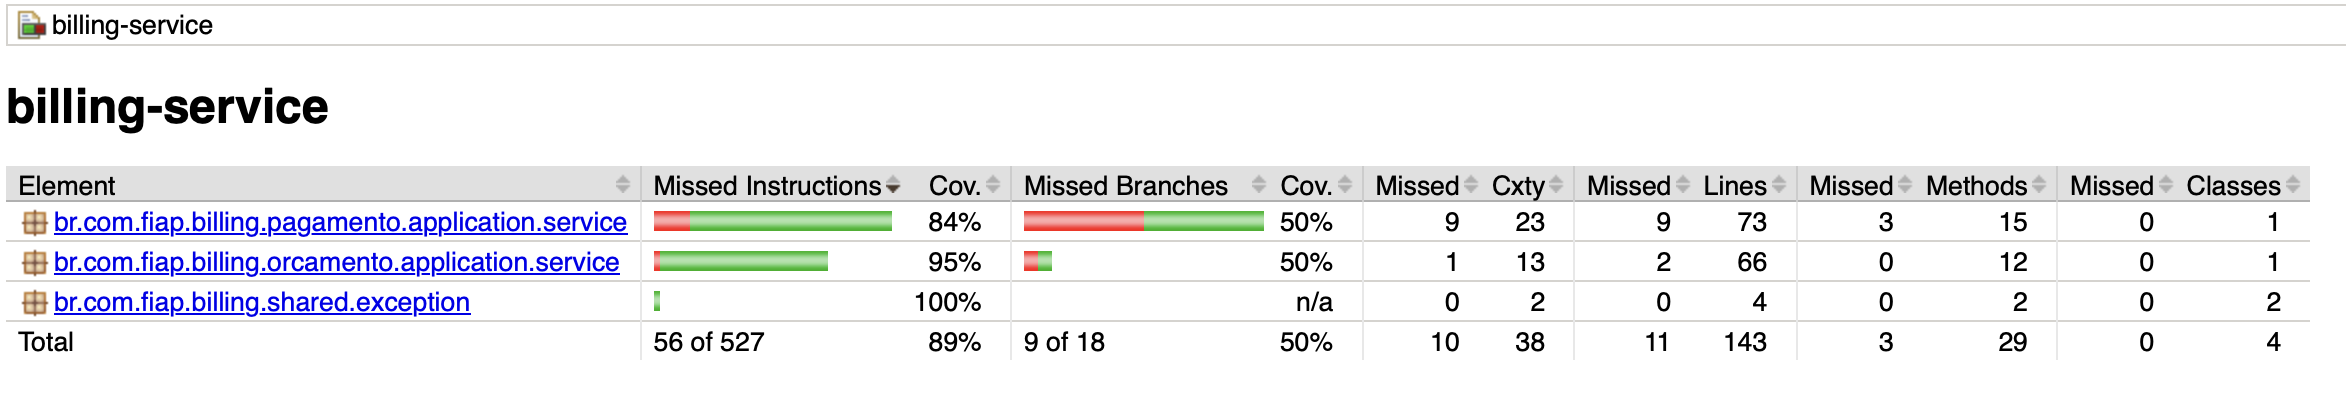 billing-service
billing-service
Element Missed Instructions Cov. Missed Branches Cov. Missed Cxty Missed Lines Missed Methods Missed Classes
br.com.fiap.billing.pagamento.application.service 84% 50% 9 23 9 73 3 15 0 1
br.com.fiap.billing.orcamento.application.service 95% 50% 1 13 2 66 0 12 0 1
br.com.fiap.billing.shared.exception 100% n/a 0 2 0 4 0 2 0 2
Total 56 of 527 89% 9 of 18 50% 10 38 11 143 3 29 0 4